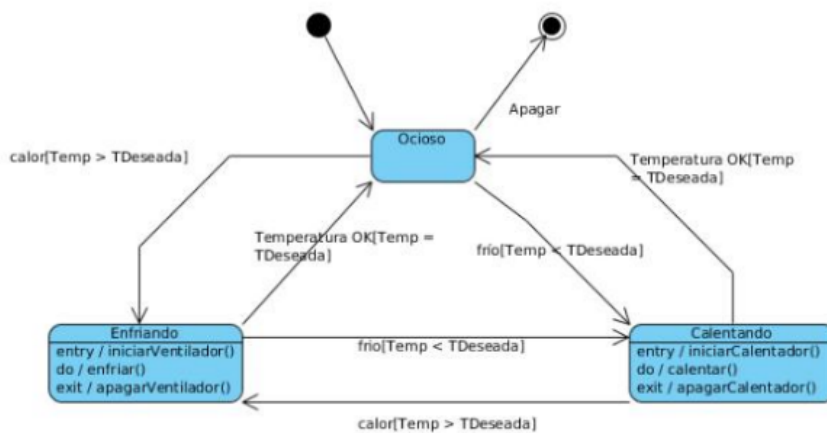 Apagar
Ocioso
calor[Temp > TDeseada]
Temperatura OK[Temp
= TDeseada]
Temperatura OK[Temp =
TDeseada]
frío[Temp < TDeseada]
Enfriando
entry / iniciarVentilador()
do / enfriar()
exit / apagarVentilador()
frio[Temp < TDeseada]
Calentando
entry / iniciarCalentador()
do / calentar()
exit / apagarCalentador()
calor[Temp > TDeseada]